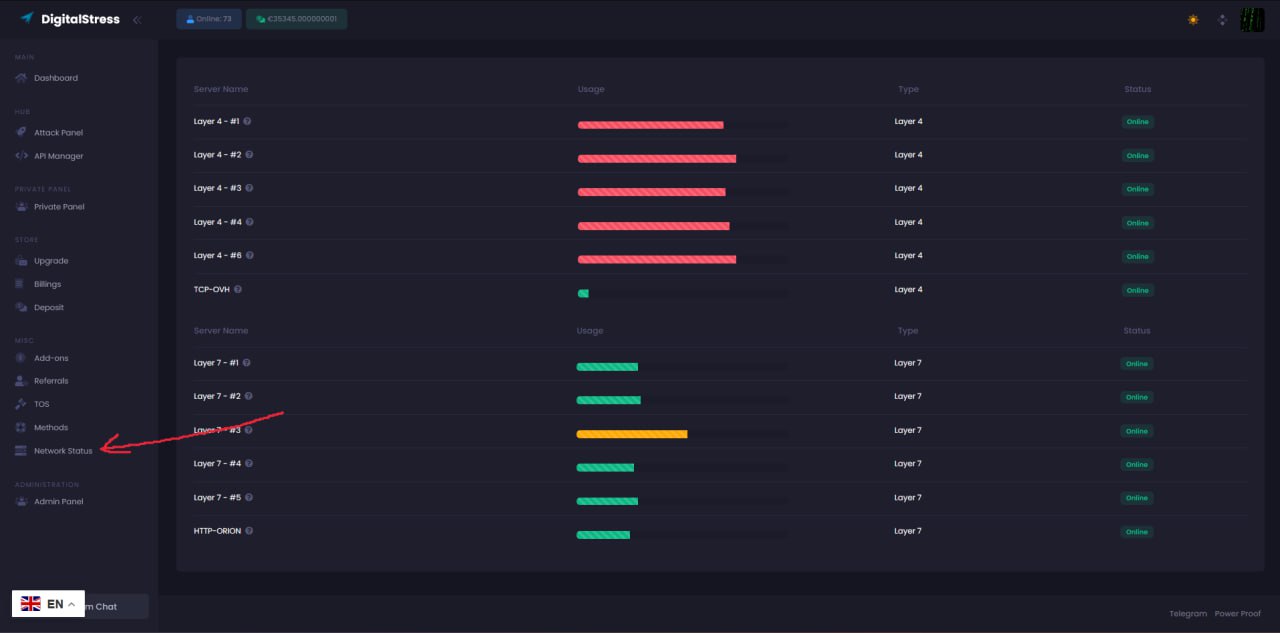 DigitalStress
Online: 73
€35345.000000001
MAIN
Dashboard
HUB
Attack Panel
API Manager
PRIVATE PANEL
Private Panel
STORE
Upgrade
Billings
Deposit
MISC
Add-ons
Referrals
TOS
Methods
Network Status
ADMINISTRATION
Admin Panel
EN
m Chat
Server Name Usage Type Status
Layer 4 - #1 Layer 4 Online
Layer 4 - #2 Layer 4 Online
Layer 4 - #3 Layer 4 Online
Layer 4 - #4 Layer 4 Online
Layer 4 - #6 Layer 4 Online
TCP-OVH Layer 4 Online
Server Name Usage Type Status
Layer 7 - #1 Layer 7 Online
Layer 7 - #2 Layer 7 Online
Layer 7 - #3 Layer 7 Online
Layer 7 - #4 Layer 7 Online
Layer 7 - #5 Layer 7 Online
HTTP-ORION Layer 7 Online
Telegram Power Proof